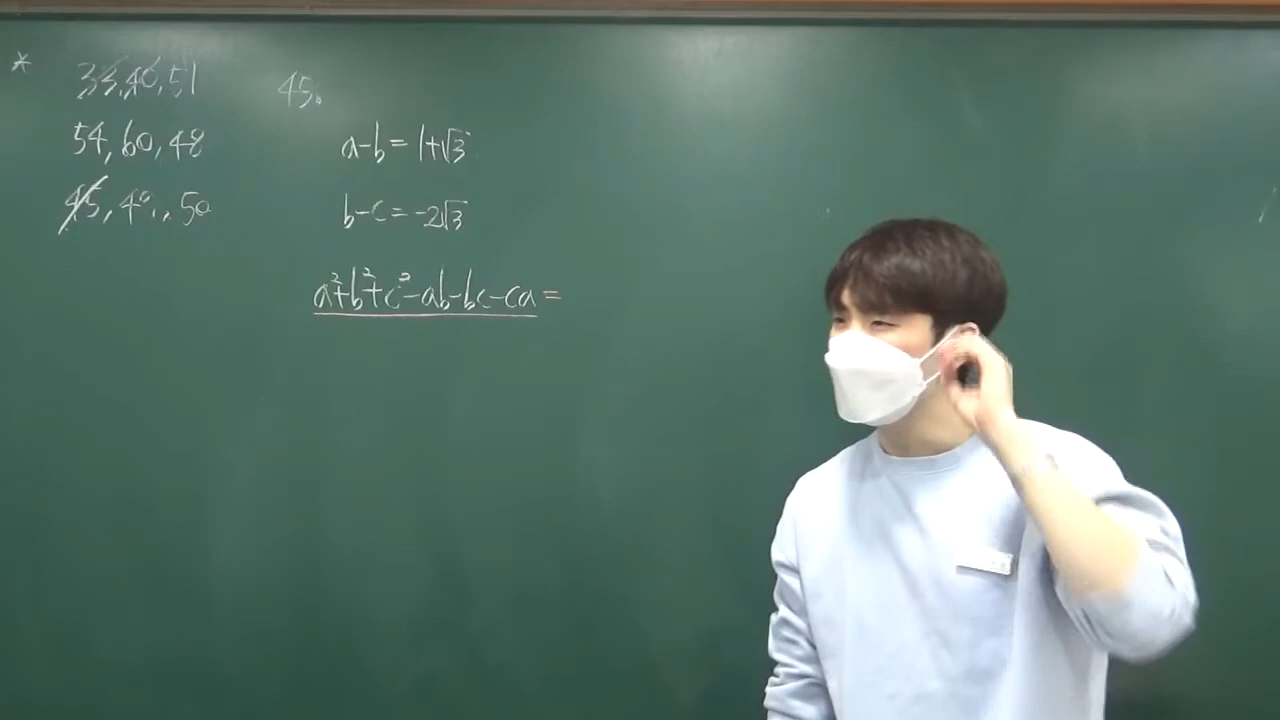 * 33, 40, 51
54, 60, 48
45, 49, 50
45.
a-b = 1+√3
b-c = -2√3
a²+b²+c²-ab-bc-ca =